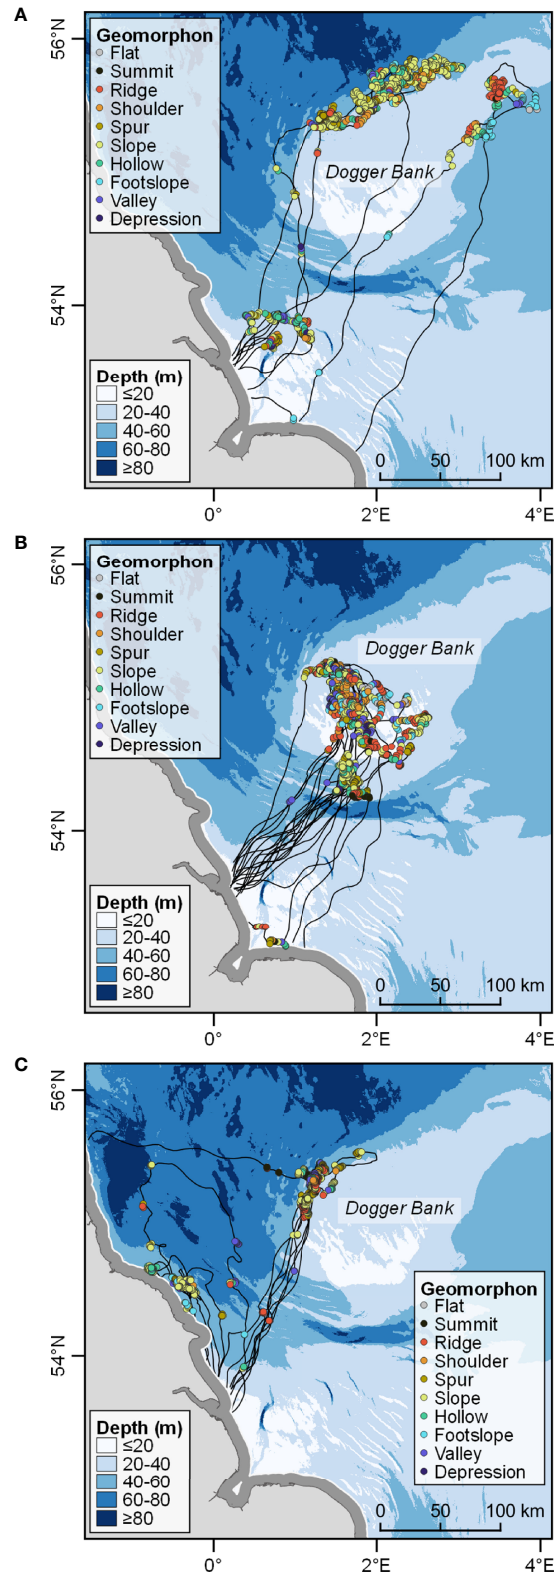 A
56°N
54°N
Geomorphon
Flat
Summit
Ridge
Shoulder
Spur
Slope
Hollow
Footslope
Valley
Depression
Dogger Bank
Depth (m)
≤20
20-40
40-60
60-80
≥80
0 50 100 km
0° 2°E 4°E
B
56°N
54°N
Geomorphon
Flat
Summit
Ridge
Shoulder
Spur
Slope
Hollow
Footslope
Valley
Depression
Dogger Bank
Depth (m)
≤20
20-40
40-60
60-80
≥80
0 50 100 km
0° 2°E 4°E
C
56°N
54°N
Dogger Bank
Geomorphon
Flat
Summit
Ridge
Shoulder
Spur
Slope
Hollow
Footslope
Valley
Depression
Depth (m)
≤20
20-40
40-60
60-80
≥80
0 50 100 km
0° 2°E 4°E